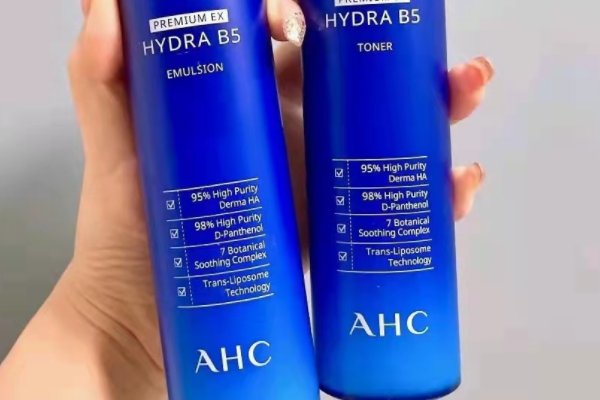 PREMIUM EX
HYDRA B5
EMULSION
95% High Purity
Derma HA
98% High Purity
D-Panthenol
7 Botanical
Soothing Complex
Trans-Liposome
Technology
AHC
HYDRA B5
TONER
95% High Purity
Derma HA
98% High Purity
D-Panthenol
7 Botanical
Soothing Complex
Trans-Liposome
Technology
AHC